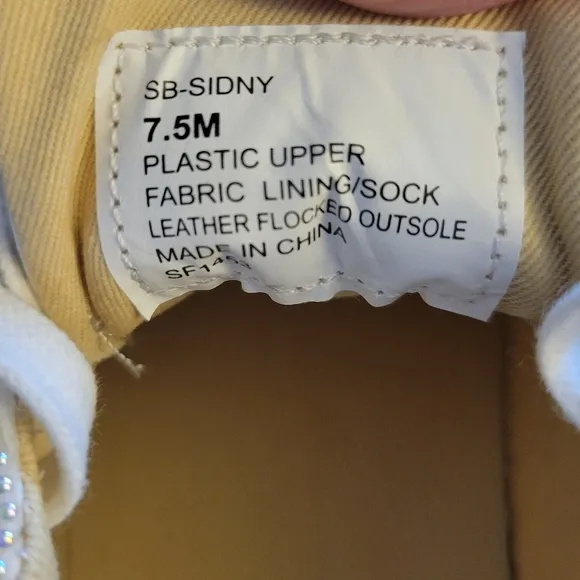 SB-SIDNY
7.5M
PLASTIC UPPER
FABRIC LINING/SOCK
LEATHER FLOCKED OUTSOLE
MADE IN CHINA